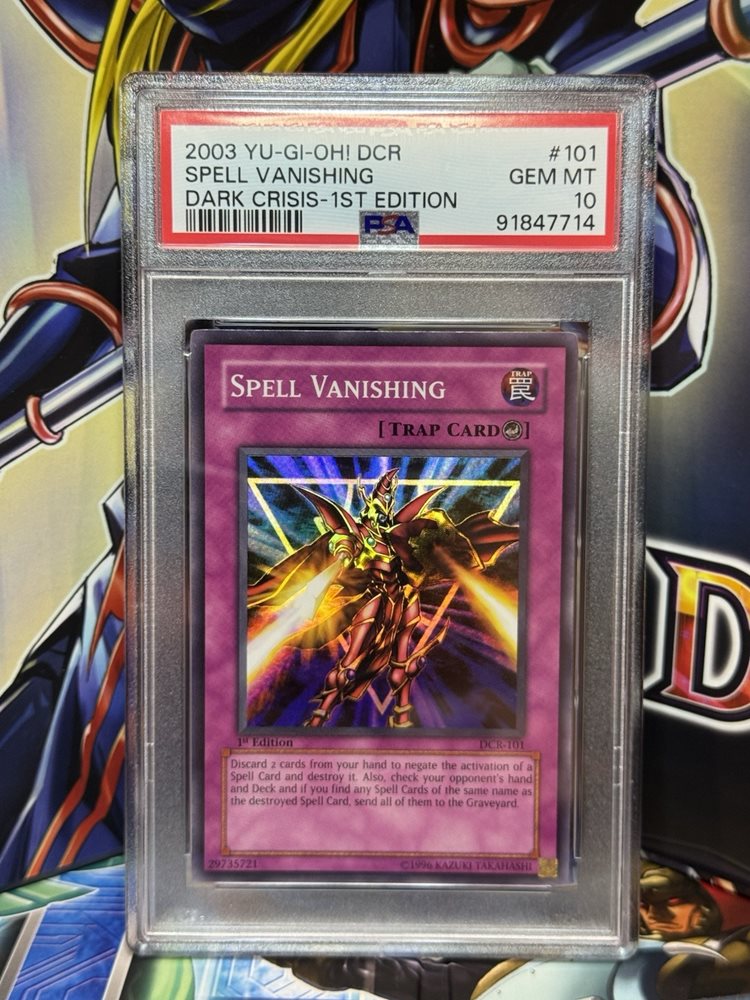 2003 YU-GI-OH! DCR #101
SPELL VANISHING GEM MT
DARK CRISIS-1ST EDITION 10
PSA 91847714
SPELL VANISHING
TRAP
罠
[TRAP CARD]
1st Edition DCR-101
Discard 2 cards from your hand to negate the activation of a
Spell Card and destroy it. Also, check your opponent's hand
and Deck and if you find any Spell Cards of the same name as
the destroyed Spell Card, send all of them to the Graveyard.
29735721 ©1996 KAZUKI TAKAHASHI
D